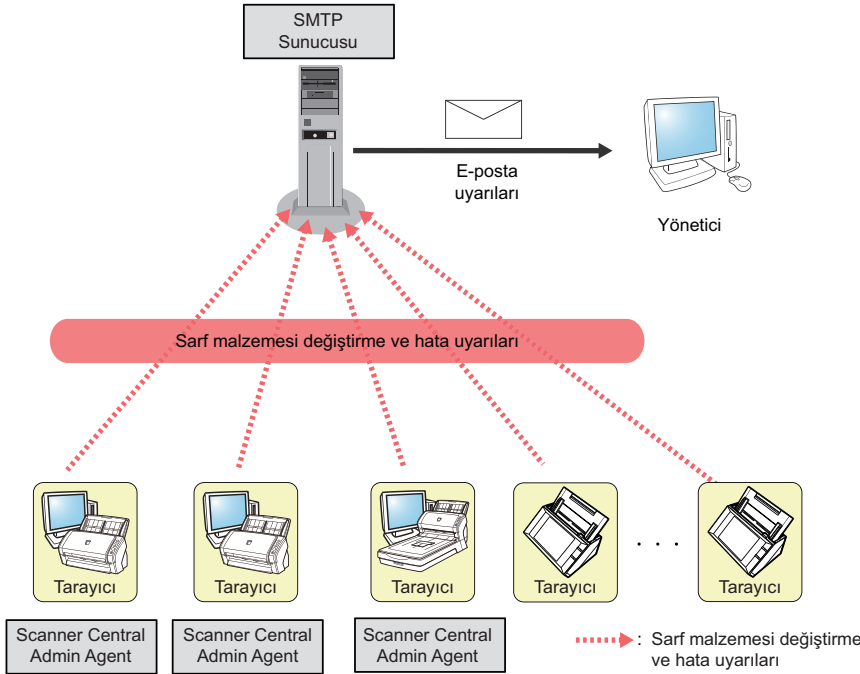 SMTP
Sunucusu
E-posta
uyarıları
Yönetici
Sarf malzemesi değiştirme ve hata uyarıları
Tarayıcı
Tarayıcı
Tarayıcı
Tarayıcı
. . .
Tarayıcı
Scanner Central
Admin Agent
Scanner Central
Admin Agent
Scanner Central
Admin Agent
: Sarf malzemesi değiştirme
ve hata uyarıları